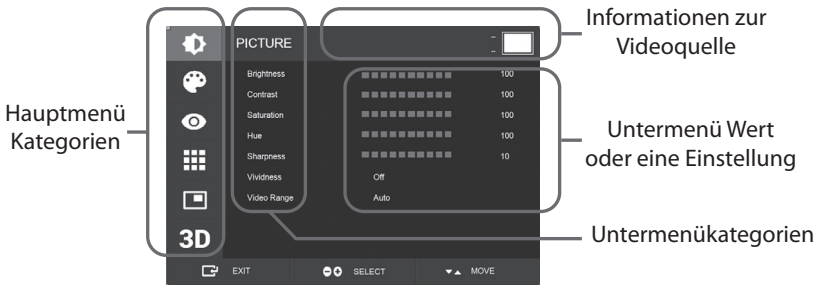 Informationen zur
Videoquelle
PICTURE
Brightness 100
Contrast 100
Saturation 100
Hue 100
Sharpness 10
Vividness Off
Video Range Auto
3D
EXIT SELECT MOVE
Hauptmenü
Kategorien
Untermenü Wert
oder eine Einstellung
Untermenükategorien